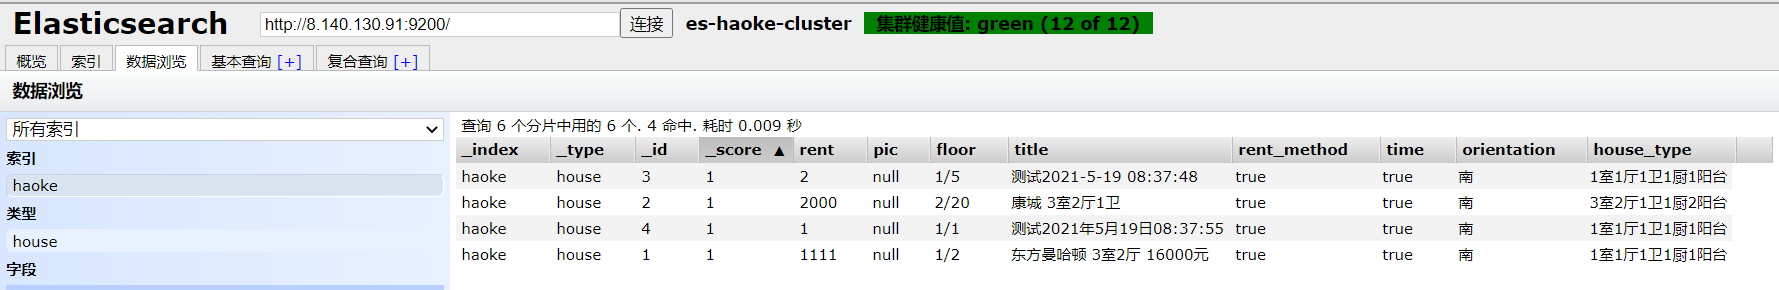 Elasticsearch http://8.140.130.91:9200/ 连接 es-haoke-cluster 集群健康值: green (12 of 12)
概览 索引 数据浏览 基本查询 [+] 复合查询 [+]
数据浏览
所有索引
索引
haoke
类型
house
字段
查询 6 个分片中用的 6 个. 4 命中. 耗时 0.009 秒
_index _type _id _score ▲ rent pic floor title rent_method time orientation house_type
haoke house 3 1 2 null 1/5 测试2021-5-19 08:37:48 true true 南 1室1厅1卫1厨1阳台
haoke house 2 1 2000 null 2/20 康城 3室2厅1卫 true true 南 3室2厅1卫1厨2阳台
haoke house 4 1 1 null 1/1 测试2021年5月19日08:37:55 true true 南 1室1厅1卫1厨1阳台
haoke house 1 1 1111 null 1/2 东方曼哈顿 3室2厅 16000元 true true 南 1室1厅1卫1厨1阳台